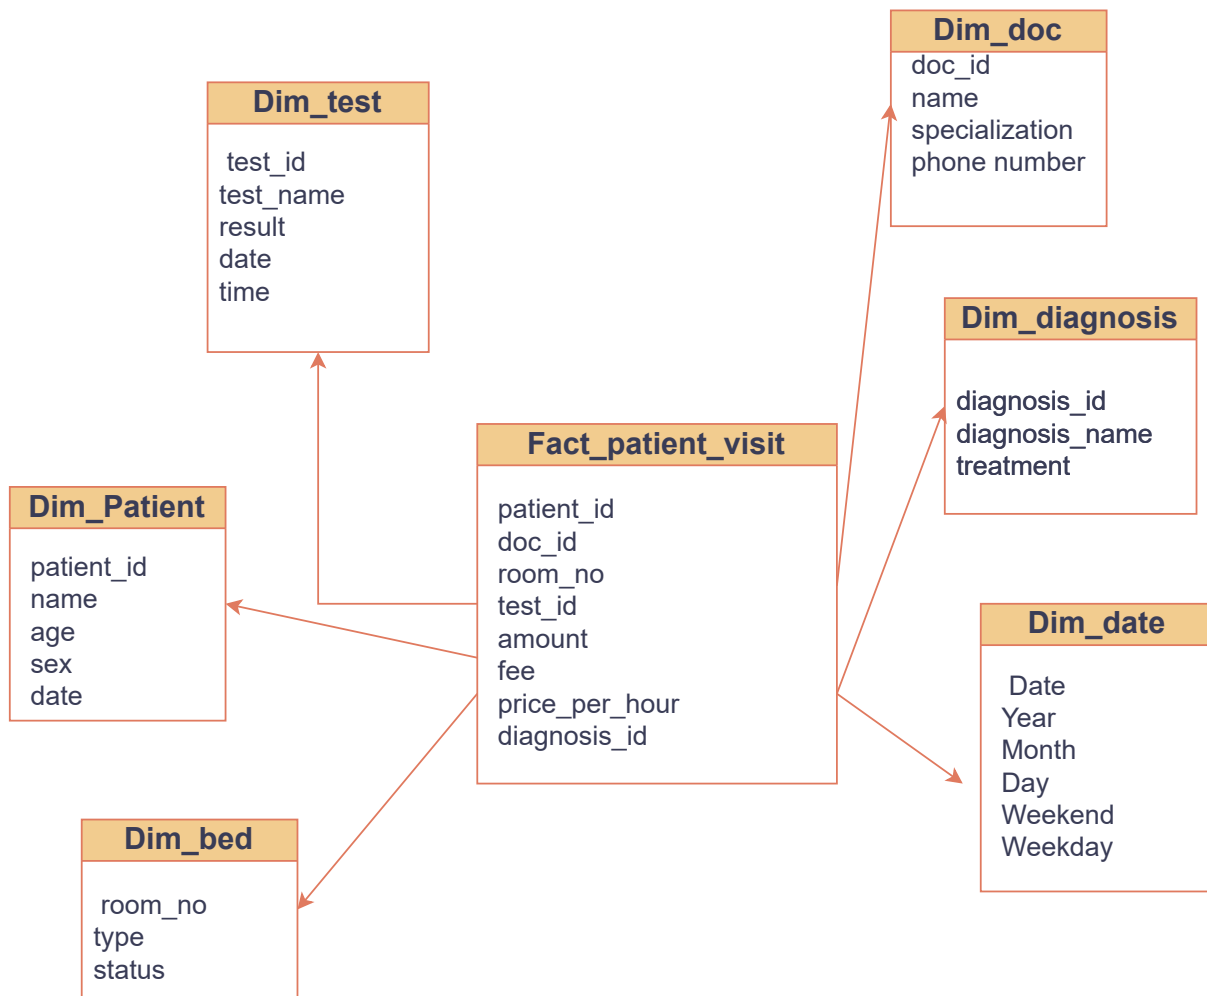 Dim_doc
doc_id
name
specialization
phone number
Dim_test
test_id
test_name
result
date
time
Dim_diagnosis
diagnosis_id
diagnosis_name
treatment
Fact_patient_visit
patient_id
doc_id
room_no
test_id
amount
fee
price_per_hour
diagnosis_id
Dim_Patient
patient_id
name
age
sex
date
Dim_date
Date
Year
Month
Day
Weekend
Weekday
Dim_bed
room_no
type
status